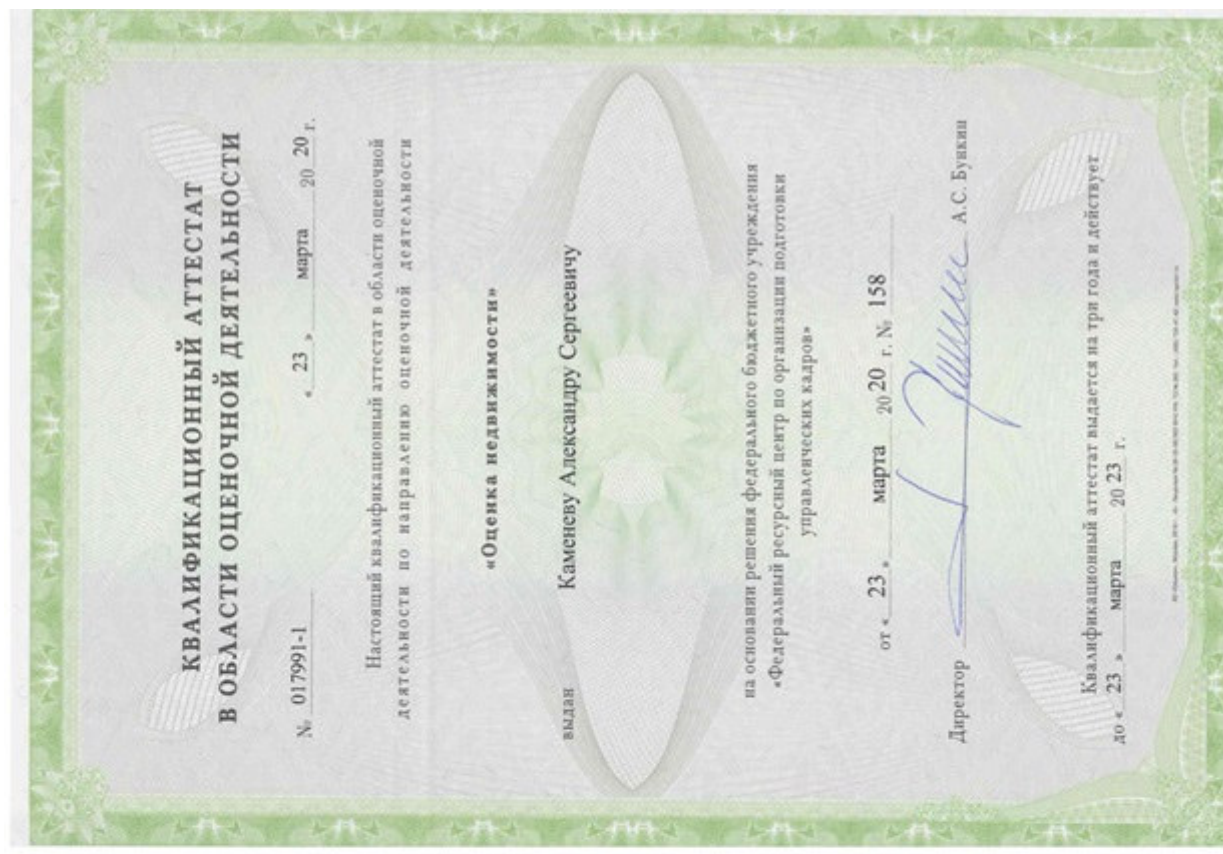 КВАЛИФИКАЦИОННЫЙ АТТЕСТАТ
В ОБЛАСТИ ОЦЕНОЧНОЙ ДЕЯТЕЛЬНОСТИ
№ 017991-1 « 23 » марта 20 20 г.
Настоящий квалификационный аттестат в области оценочной
деятельности по направлению оценочной деятельности
«Оценка недвижимости»
выдан Каменеву Александру Сергеевичу
на основании решения федерального бюджетного учреждения
«Федеральный ресурсный центр по организации подготовки
управленческих кадров»
от « 23 » марта 20 20 г. № 158
Директор А.С. Бункин
Квалификационный аттестат выдается на три года и действует
до « 23 » марта 20 23 г.